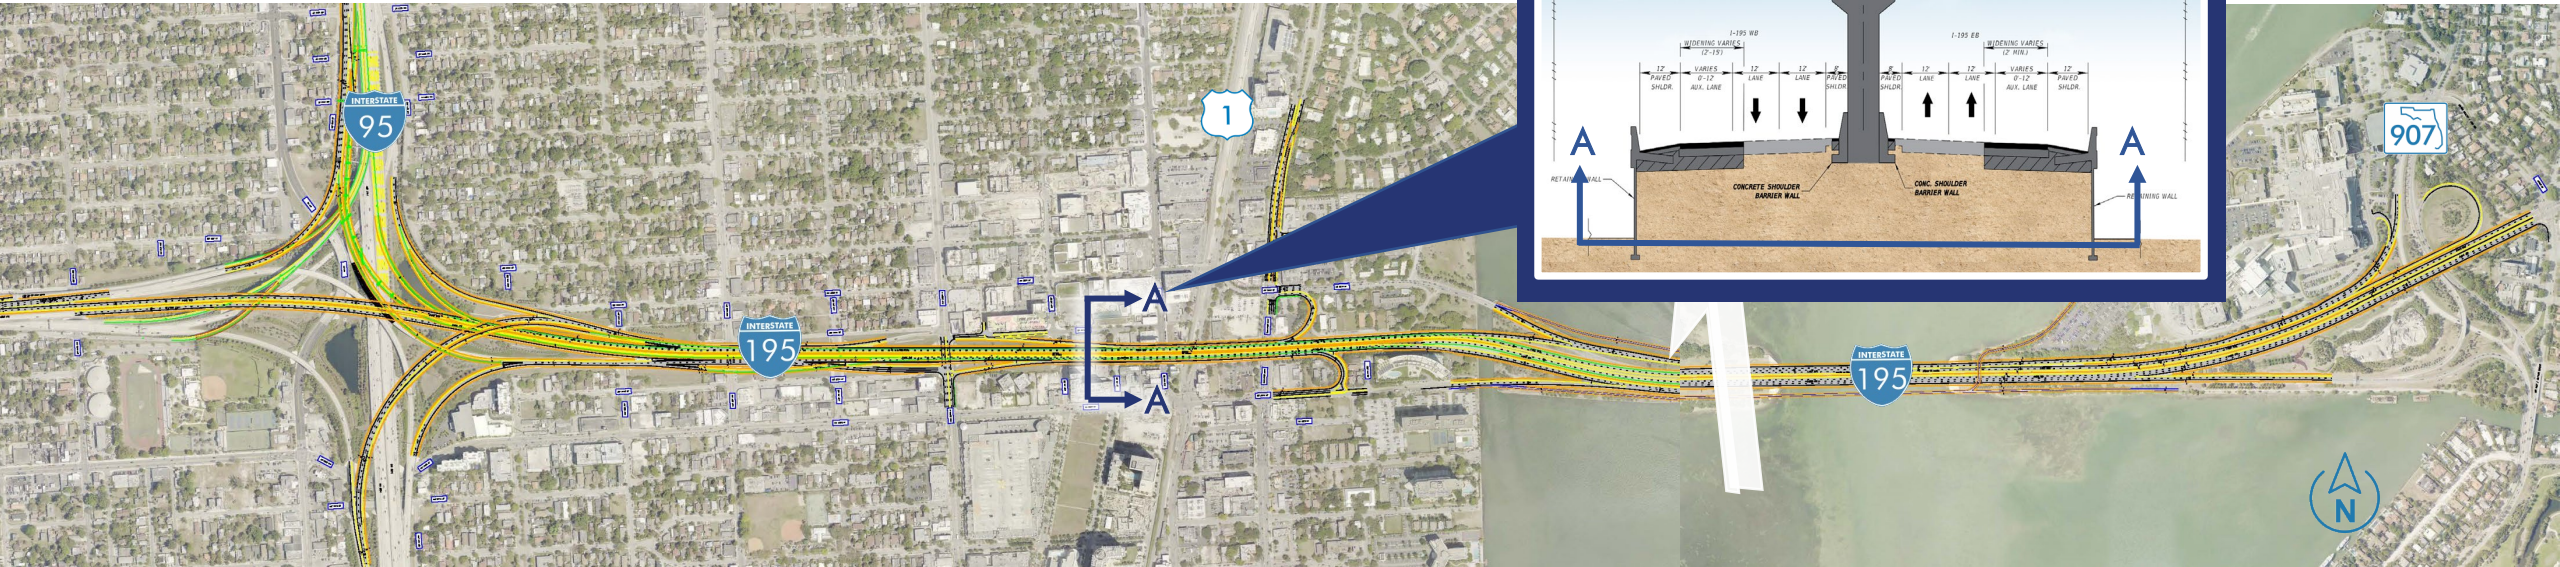 INTERSTATE
95
1
INTERSTATE
195
A
A
I-195 WB
WIDENING VARIES
(2'-15')
I-195 EB
WIDENING VARIES
(2' MIN.)
12'
PAVED
SHLDR.
VARIES
0'-12
AUX. LANE
12'
LANE
12'
LANE
8'
PAVED
SHLDR.
8'
PAVED
SHLDR.
12'
LANE
12'
LANE
VARIES
0'-12
AUX. LANE
12'
PAVED
SHLDR.
A
A
CONCRETE SHOULDER
BARRIER WALL
CONC. SHOULDER
BARRIER WALL
WALL
WALL
INTERSTATE
195
907
N